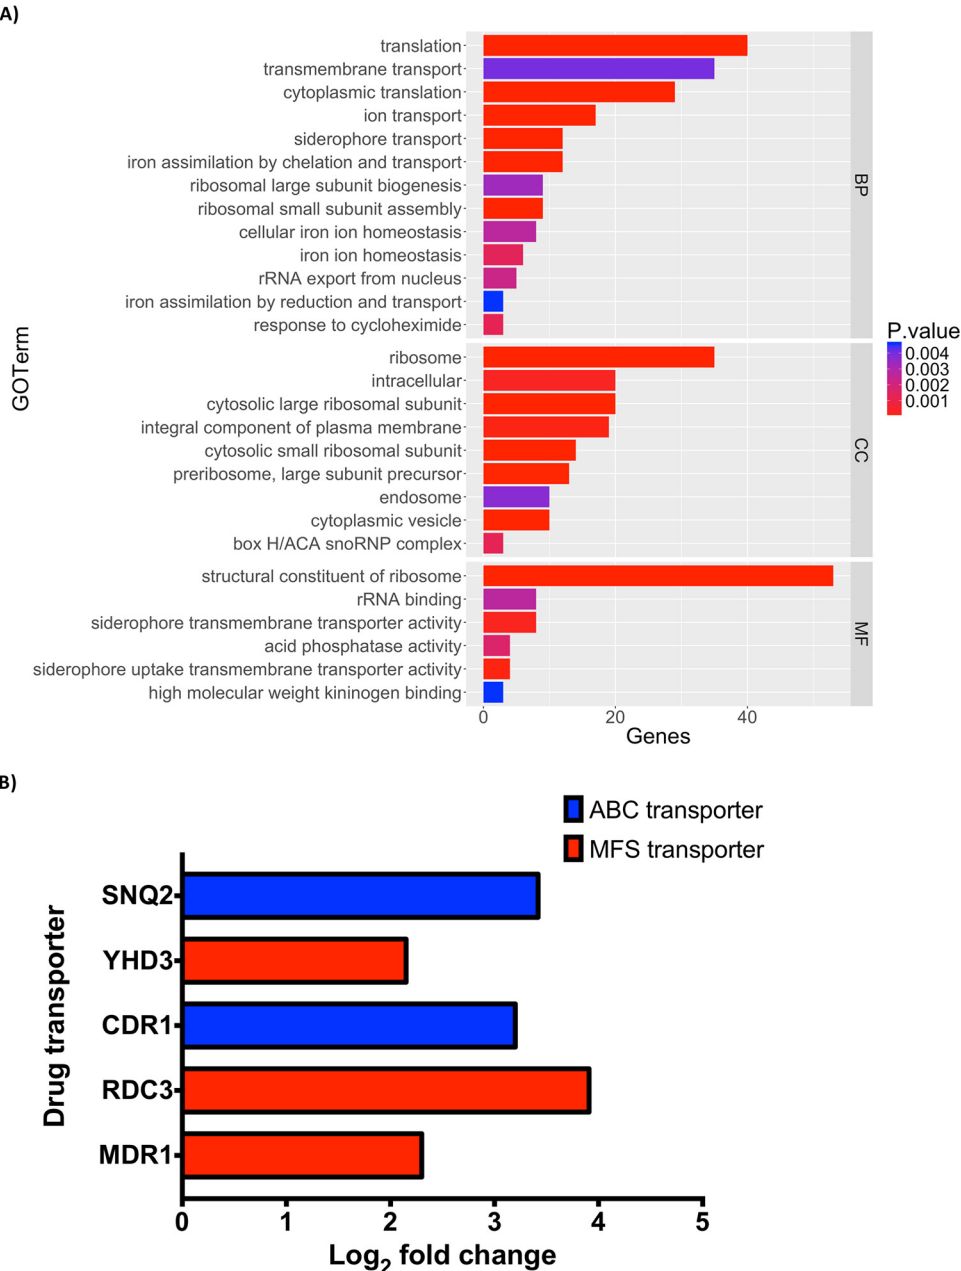 A)
GOTerm
translation
transmembrane transport
cytoplasmic translation
ion transport
siderophore transport
iron assimilation by chelation and transport
ribosomal large subunit biogenesis
ribosomal small subunit assembly
cellular iron ion homeostasis
iron ion homeostasis
rRNA export from nucleus
iron assimilation by reduction and transport
response to cycloheximide
BP
ribosome
intracellular
cytosolic large ribosomal subunit
integral component of plasma membrane
cytosolic small ribosomal subunit
preribosome, large subunit precursor
endosome
cytoplasmic vesicle
box H/ACA snoRNP complex
CC
structural constituent of ribosome
rRNA binding
siderophore transmembrane transporter activity
acid phosphatase activity
siderophore uptake transmembrane transporter activity
high molecular weight kininogen binding
MF
0 20 40
Genes
P.value
0.004
0.003
0.002
0.001
B)
ABC transporter
MFS transporter
Drug transporter
SNQ2
YHD3
CDR1
RDC3
MDR1
0 1 2 3 4 5
Log2 fold change